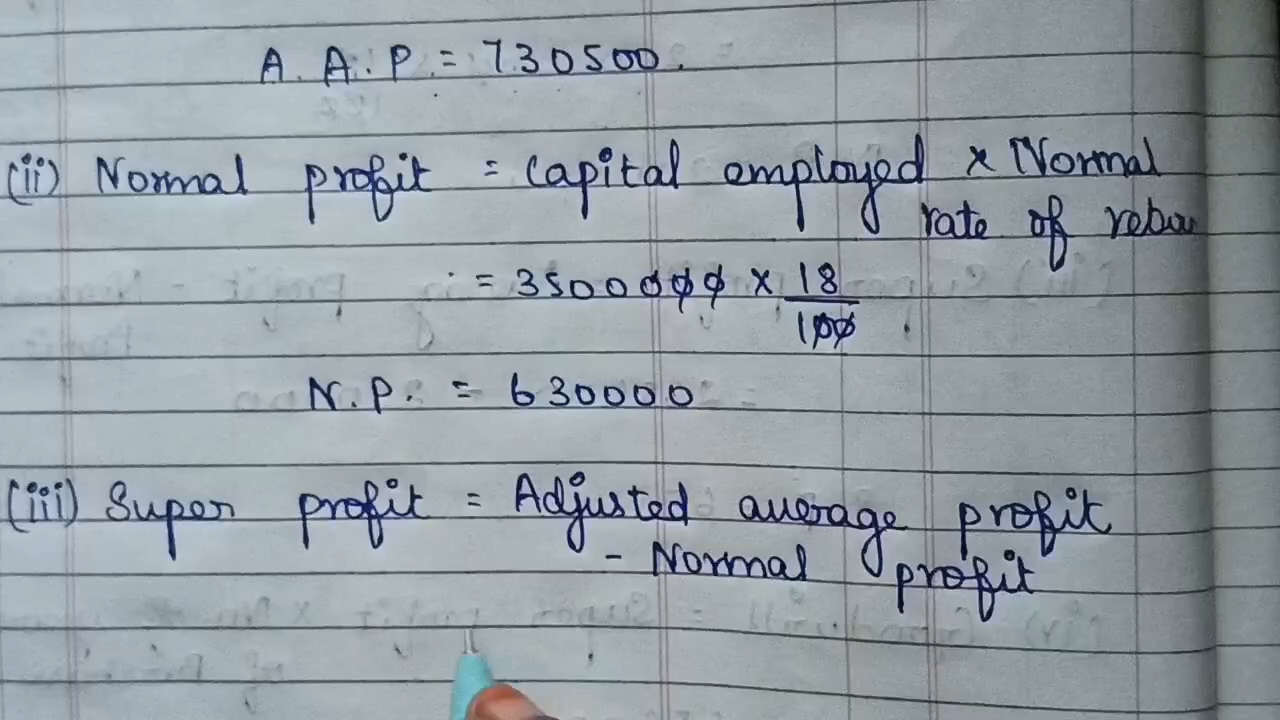 A. A. P. = 730500.
(ii) Normal profit = Capital employed x Normal
rate of retu
= 3500000 x 18/100
N.P. = 630000
(iii) Super profit = Adjusted average profit
- Normal profit